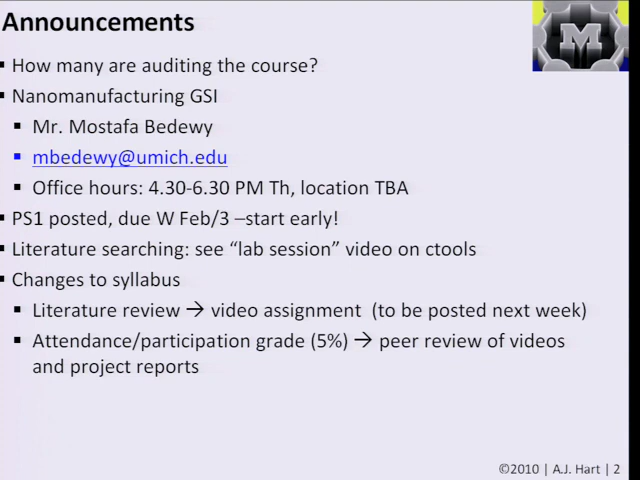 Announcements
M
▪ How many are auditing the course?
▪ Nanomanufacturing GSI
▪ Mr. Mostafa Bedewy
▪ mbedewy@umich.edu
▪ Office hours: 4.30-6.30 PM Th, location TBA
▪ PS1 posted, due W Feb/3 –start early!
▪ Literature searching: see “lab session” video on ctools
▪ Changes to syllabus
▪ Literature review → video assignment (to be posted next week)
▪ Attendance/participation grade (5%) → peer review of videos
and project reports
©2010 | A.J. Hart | 2